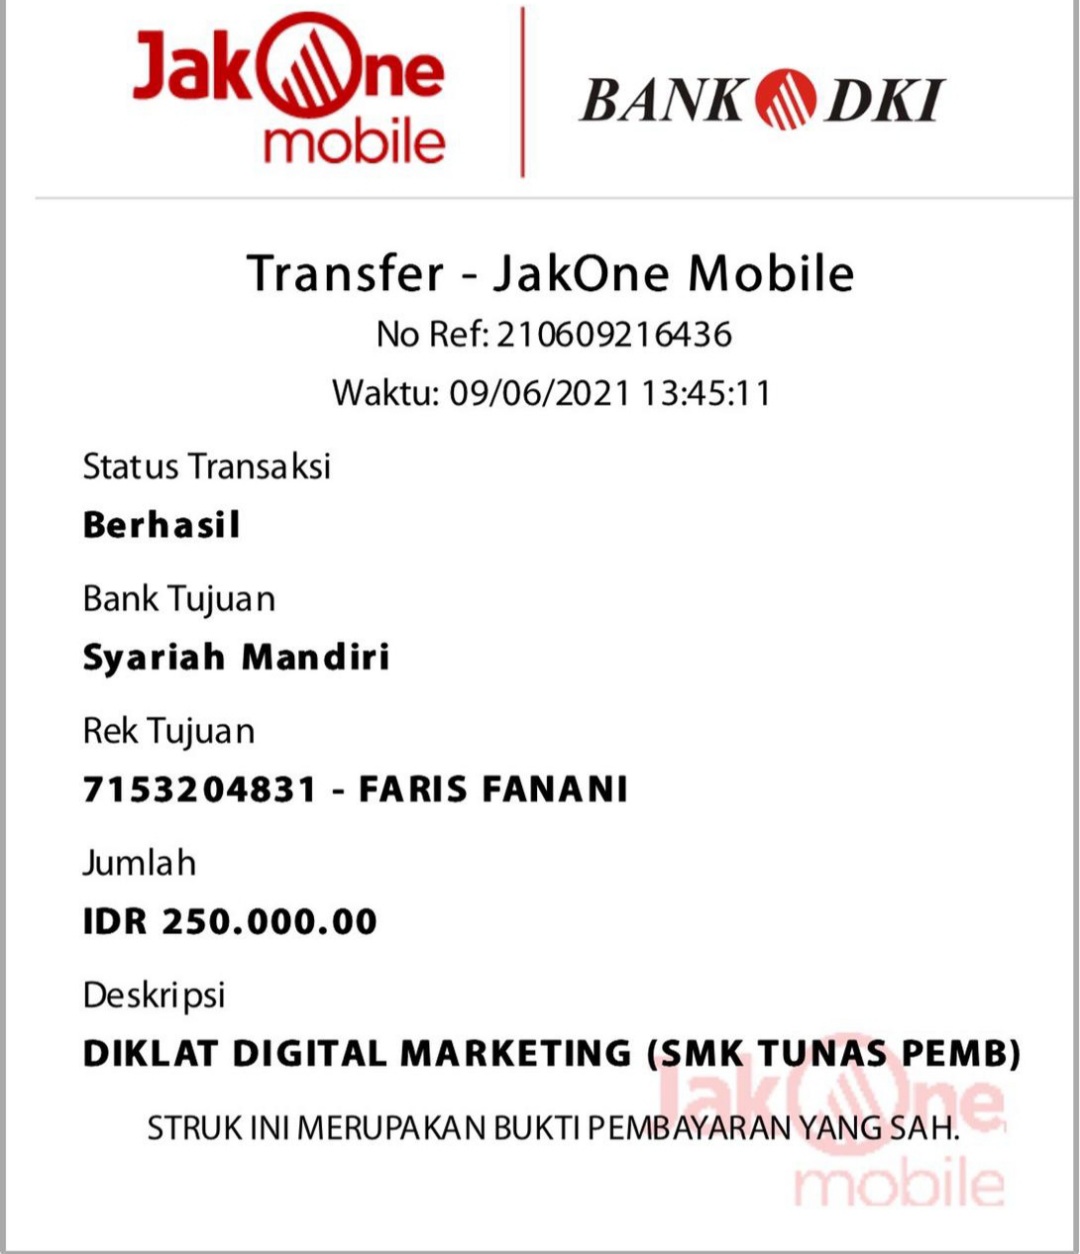 JakOne
mobile
BANK DKI
Transfer - JakOne Mobile
No Ref: 210609216436
Waktu: 09/06/2021 13:45:11
Status Transaksi
Berhasil
Bank Tujuan
Syariah Mandiri
Rek Tujuan
7153204831 - FARIS FANANI
Jumlah
IDR 250.000.00
Deskripsi
DIKLAT DIGITAL MARKETING (SMK TUNAS PEMB)
STRUK INI MERUPAKAN BUKTI PEMBAYARAN YANG SAH.
JakOne
mobile